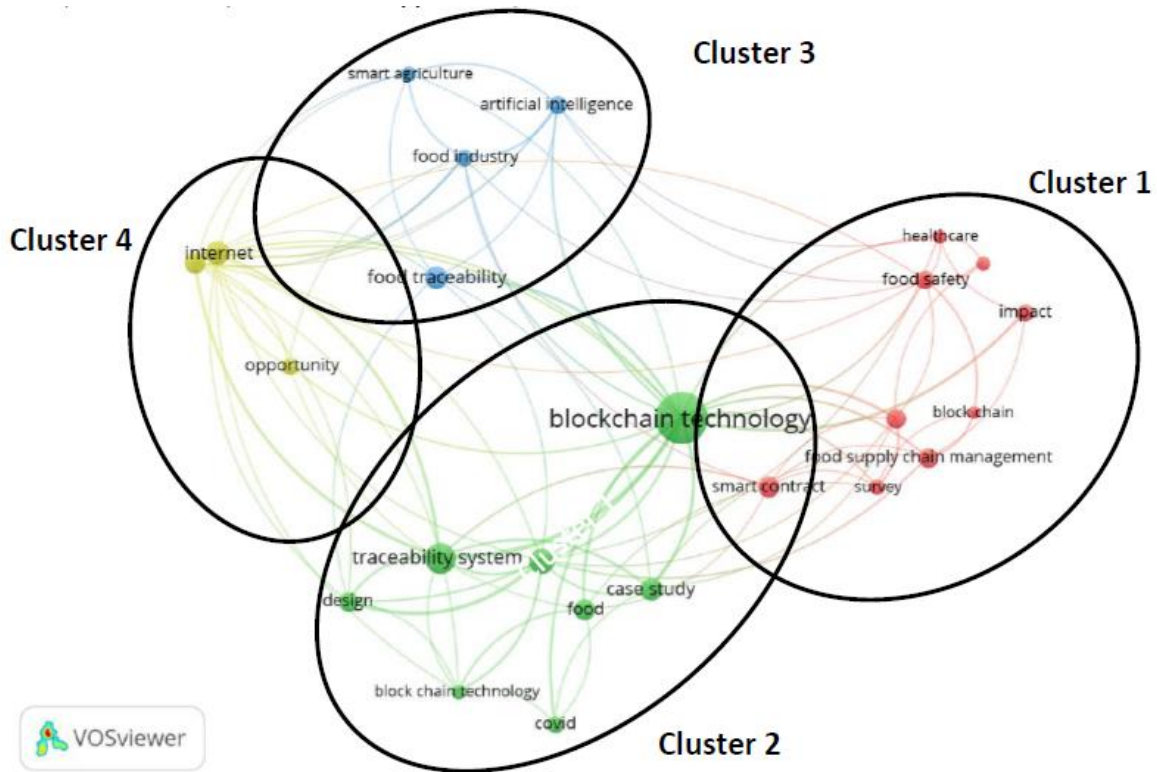 Cluster 3
smart agriculture
artificial intelligence
food industry
Cluster 1
Cluster 4
healthcare
internet
food safety
food traceability
impact
opportunity
blockchain technology
block chain
food supply chain management
smart contract
survey
traceability system
case study
design
food
block chain technology
covid
VOSviewer
Cluster 2